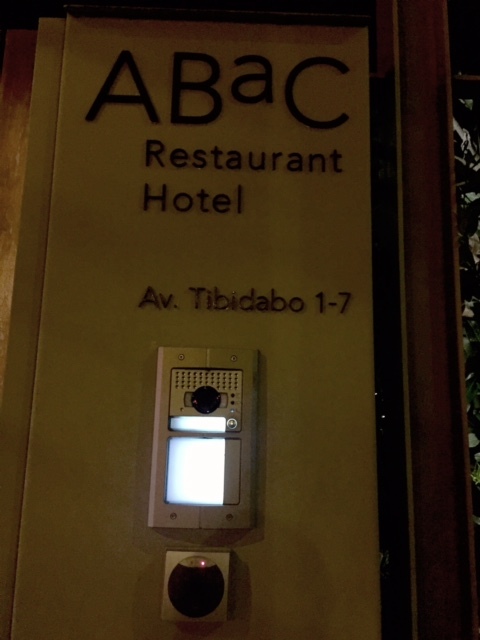 ABaC
Restaurant
Hotel
Av. Tibidabo 1-7